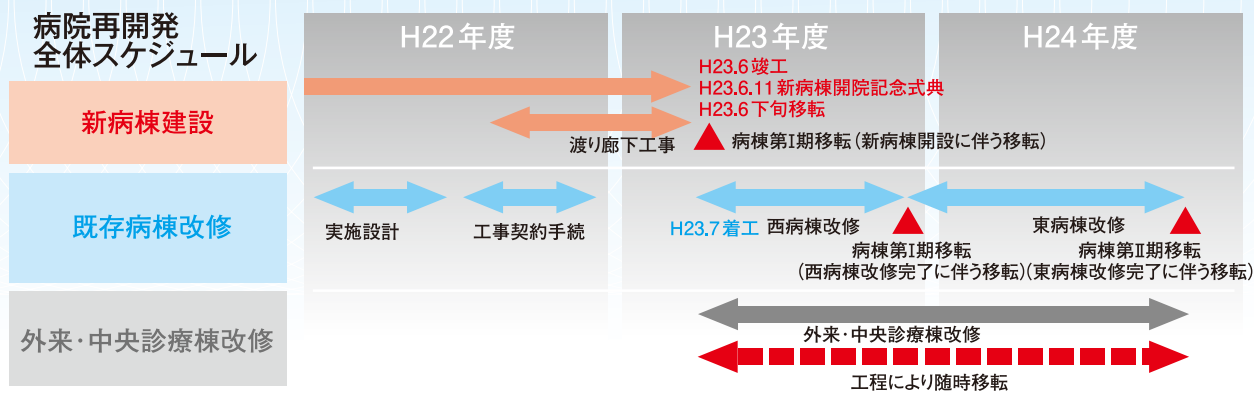 病院再開発
全体スケジュール
H22年度
H23年度
H24年度
新病棟建設
H23.6竣工
H23.6.11新病棟開院記念式典
H23.6下旬移転
渡り廊下工事
病棟第Ⅰ期移転(新病棟開設に伴う移転)
既存病棟改修
実施設計
工事契約手続
H23.7着工
西病棟改修
東病棟改修
病棟第Ⅰ期移転
(西病棟改修完了に伴う移転)
病棟第Ⅱ期移転
(東病棟改修完了に伴う移転)
外来・中央診療棟改修
外来・中央診療棟改修
工程により随時移転